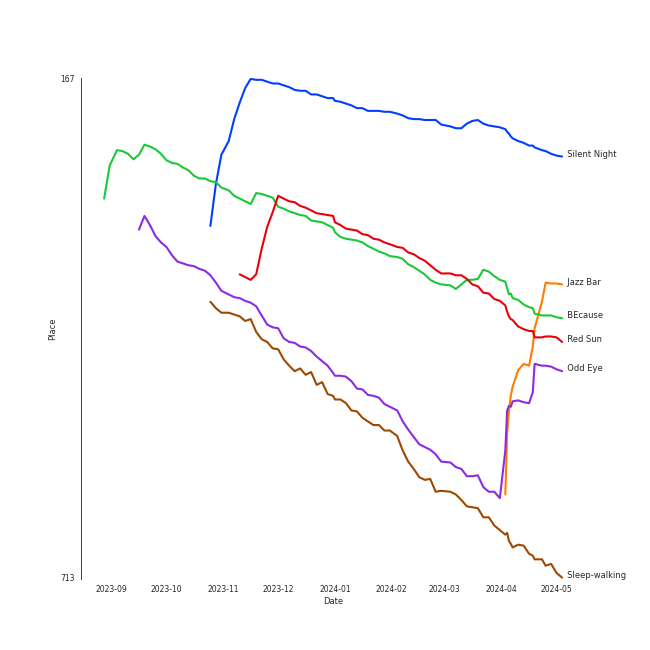 167
Silent Night
Jazz Bar
BEcause
Red Sun
Odd Eye
Sleep-walking
713
Place
2023-09
2023-10
2023-11
2023-12
2024-01
2024-02
2024-03
2024-04
2024-05
Date